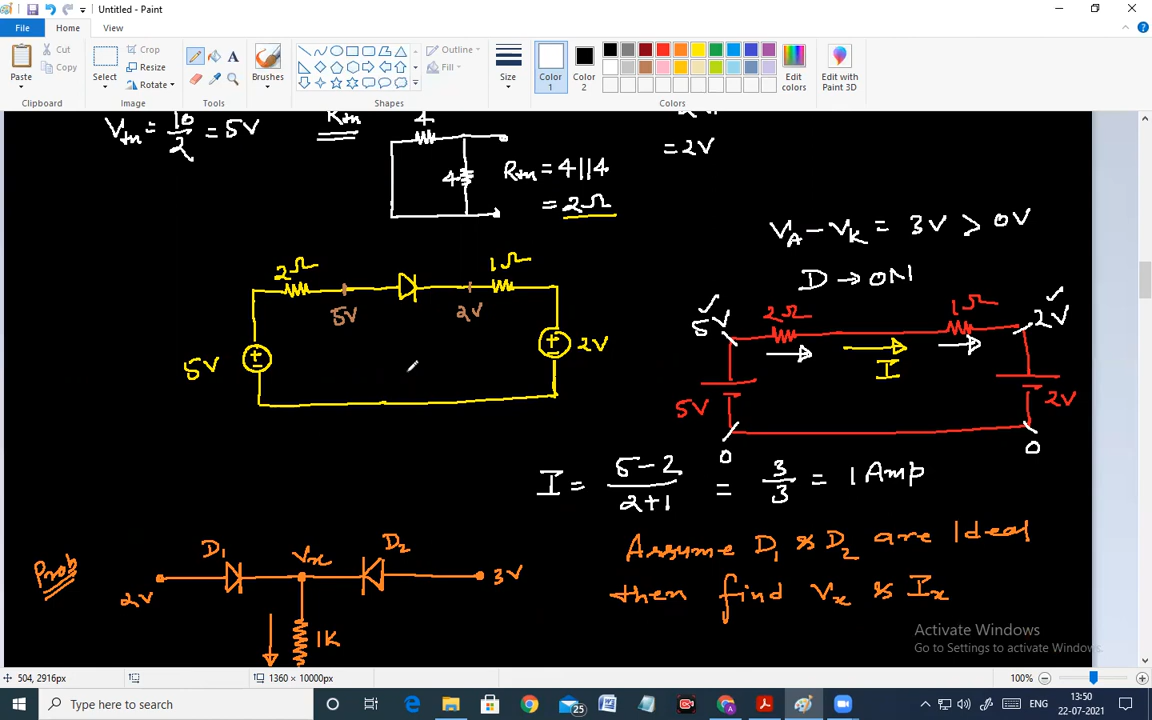 Untitled - Paint
File Home View
Paste
Cut
Copy
Clipboard
Select
Crop
Resize
Rotate
Image
Tools
Brushes
Shapes
Outline
Fill
Size
Color 1
Color 2
Edit colors
Edit with Paint 3D
Colors
Vth = 10/2 = 5V
Rth
4
4
Rth = 4||4
= 2Ω
= 2V
VA - VK = 3V > 0V
D → ON
2Ω
1Ω
5V
2V
5V
2V
5V
2Ω
1Ω
2V
I
5V
2V
0
0
I = 5-2/2+1 = 3/3 = 1 Amp
Prob
D1
Vx
D2
2V
3V
1K
Assume D1 & D2 are Ideal
then find Vx & Ix
Activate Windows
Go to Settings to activate Windows.
504, 2916px
1360 × 10000px
100%
Type here to search
25
ENG
13:50
22-07-2021